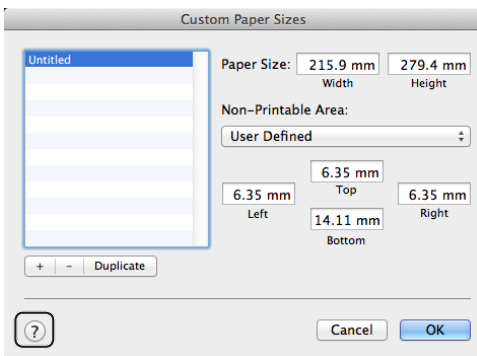 Custom Paper Sizes
Untitled
Paper Size: 215.9 mm 279.4 mm
Width Height
Non-Printable Area:
User Defined
6.35 mm
Top
6.35 mm 6.35 mm
Left Right
14.11 mm
Bottom
+ - Duplicate
? Cancel OK